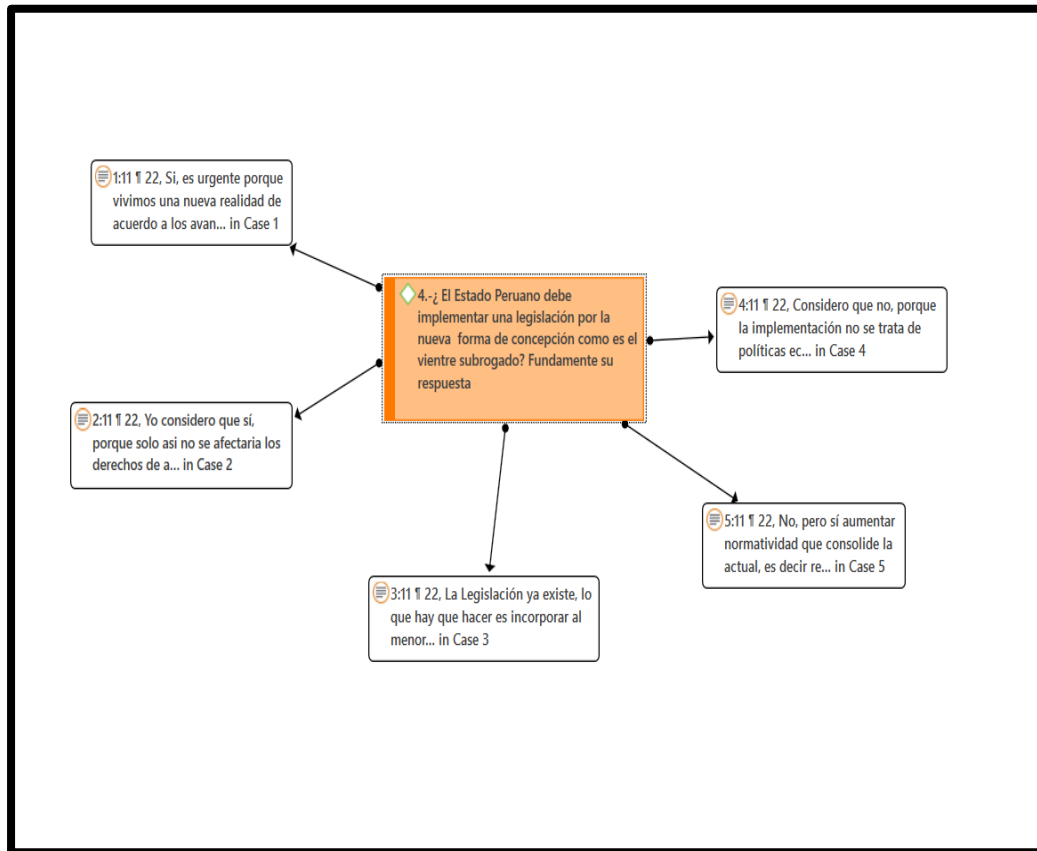 1:11 ¶ 22, Si, es urgente porque
vivimos una nueva realidad de
acuerdo a los avan... in Case 1
4.-¿ El Estado Peruano debe
implementar una legislación por la
nueva forma de concepción como es el
vientre subrogado? Fundamente su
respuesta
4:11 ¶ 22, Considero que no, porque
la implementación no se trata de
políticas ec... in Case 4
2:11 ¶ 22, Yo considero que sí,
porque solo asi no se afectaria los
derechos de a... in Case 2
5:11 ¶ 22, No, pero sí aumentar
normatividad que consolide la
actual, es decir re... in Case 5
3:11 ¶ 22, La Legislación ya existe, lo
que hay que hacer es incorporar al
menor... in Case 3